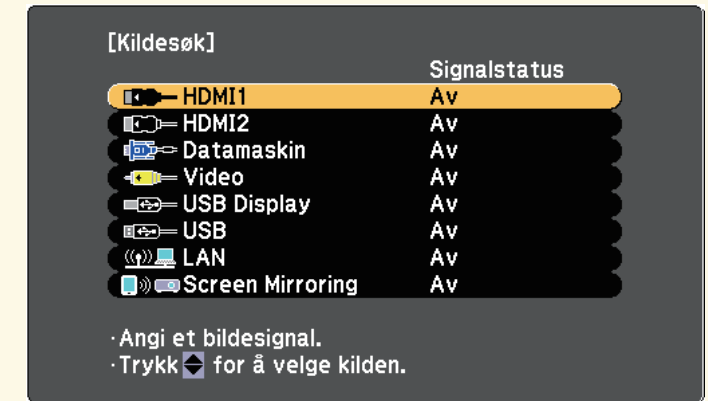 [Kildesøk]
Signalstatus
HDMI1 Av
HDMI2 Av
Datamaskin Av
Video Av
USB Display Av
USB Av
LAN Av
Screen Mirroring Av
·Angi et bildesignal.
·Trykk for å velge kilden.